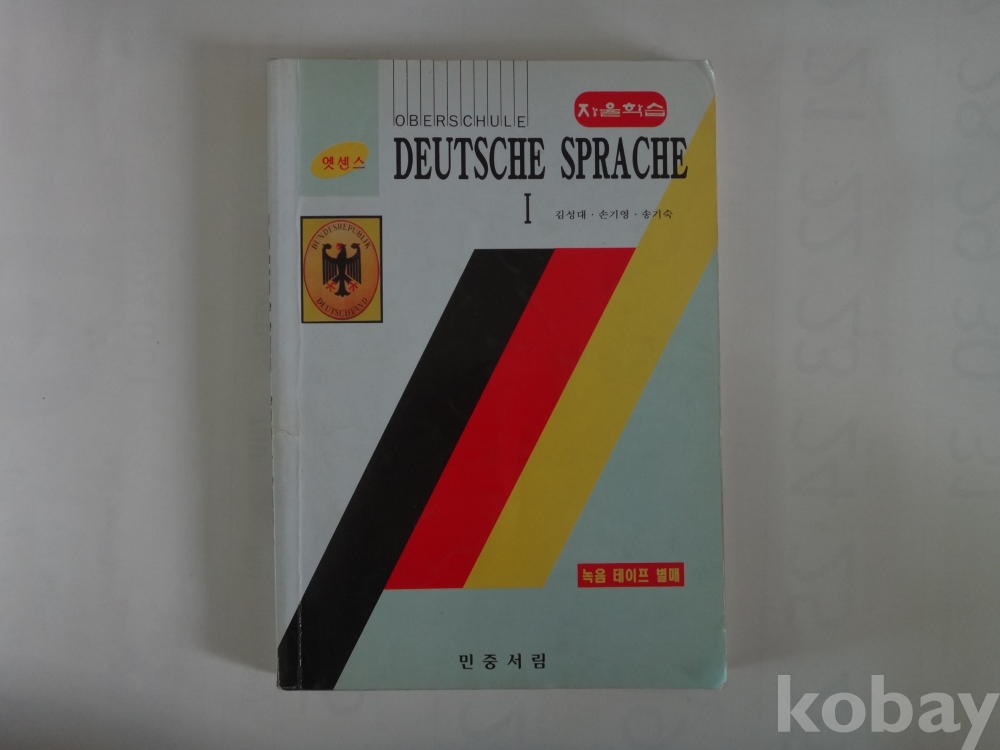 OBERSCHULE
자율학습
엣센스
DEUTSCHE SPRACHE
I
김성대 · 손기영 · 송기숙
BUNDESREPUBLIK
DEUTSCHLAND
녹음 테이프 별매
민중서림
kobay